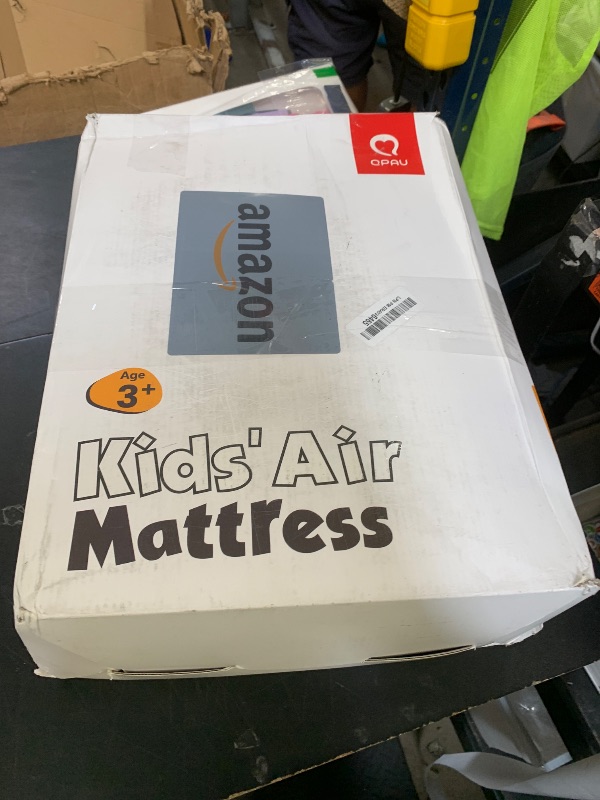 QPAU
amazon
Age
3+
Kids' Air
Mattress